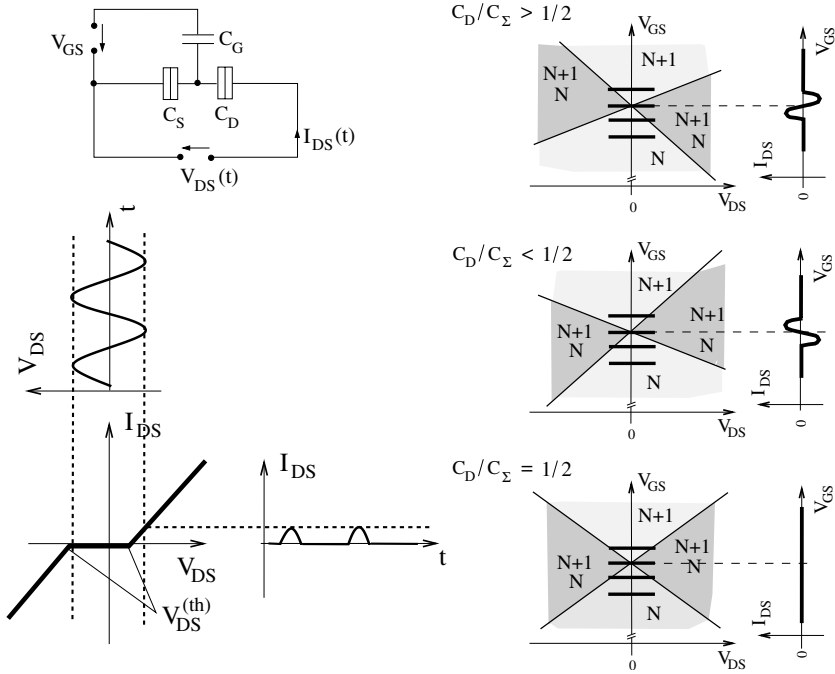 V_GS
C_G
C_S
C_D
I_DS(t)
V_DS(t)
t
V_DS
I_DS
V_DS
V_DS^(th)
I_DS
t
C_D/C_Σ > 1/2
V_GS
N+1
N+1
N
N+1
N
N
0
V_DS
V_GS
I_DS
0
C_D/C_Σ < 1/2
V_GS
N+1
N+1
N
N+1
N
N
0
V_DS
V_GS
I_DS
0
C_D/C_Σ = 1/2
V_GS
N+1
N+1
N
N+1
N
N
0
V_DS
V_GS
I_DS
0